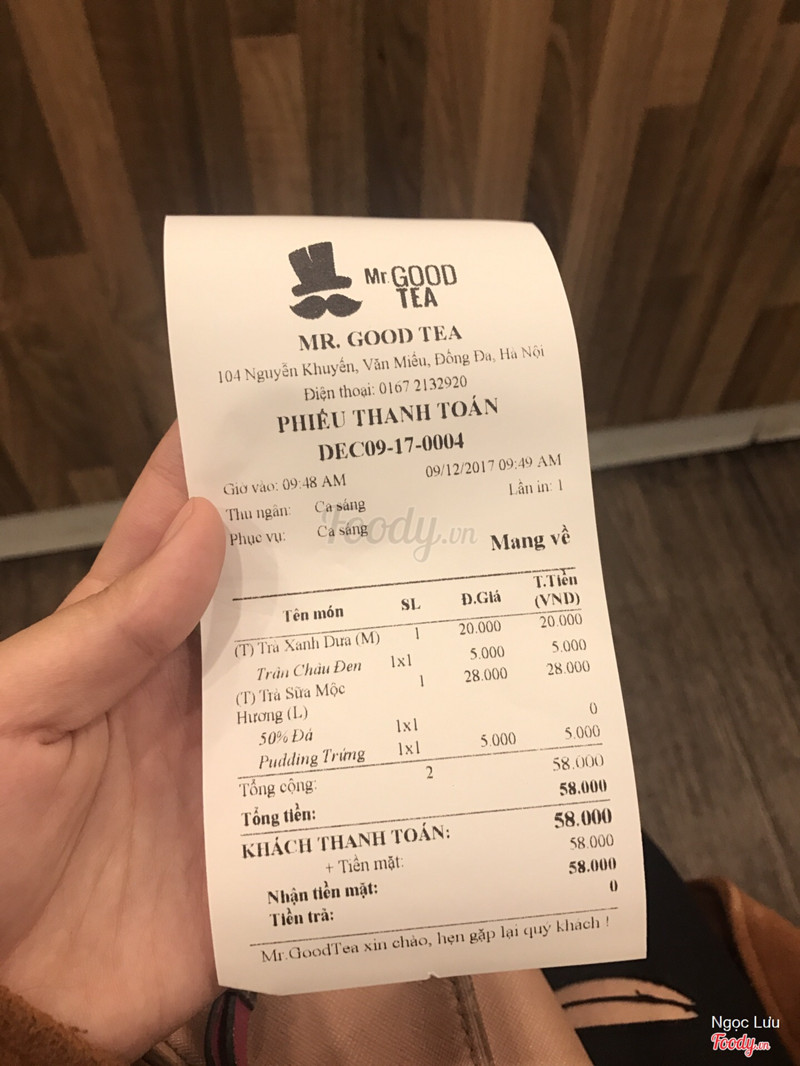 Mr. GOOD
TEA
MR. GOOD TEA
104 Nguyễn Khuyến, Văn Miếu, Đống Đa, Hà Nội
Điện thoại: 0167 2132920
PHIẾU THANH TOÁN
DEC09-17-0004
Giờ vào: 09:48 AM 09/12/2017 09:49 AM
Thu ngân: Ca sáng Lần in: 1
Phục vụ: Ca sáng
Foody.vn
Mang về
Tên món SL Đ.Giá T.Tiền
(VND)
(T) Trà Xanh Dưa (M) 1 20.000 20.000
Trân Châu Đen 1x1 5.000 5.000
(T) Trà Sữa Mộc 1 28.000 28.000
Hương (L)
50% Đá 1x1 0
Pudding Trứng 1x1 5.000 5.000
Tổng cộng: 2 58.000
Tổng tiền: 58.000
KHÁCH THANH TOÁN: 58.000
+ Tiền mặt: 58.000
Nhận tiền mặt: 58.000
Tiền trả: 0
Mr.GoodTea xin chào, hẹn gặp lại quý khách !
Ngọc Lưu
Foody.vn